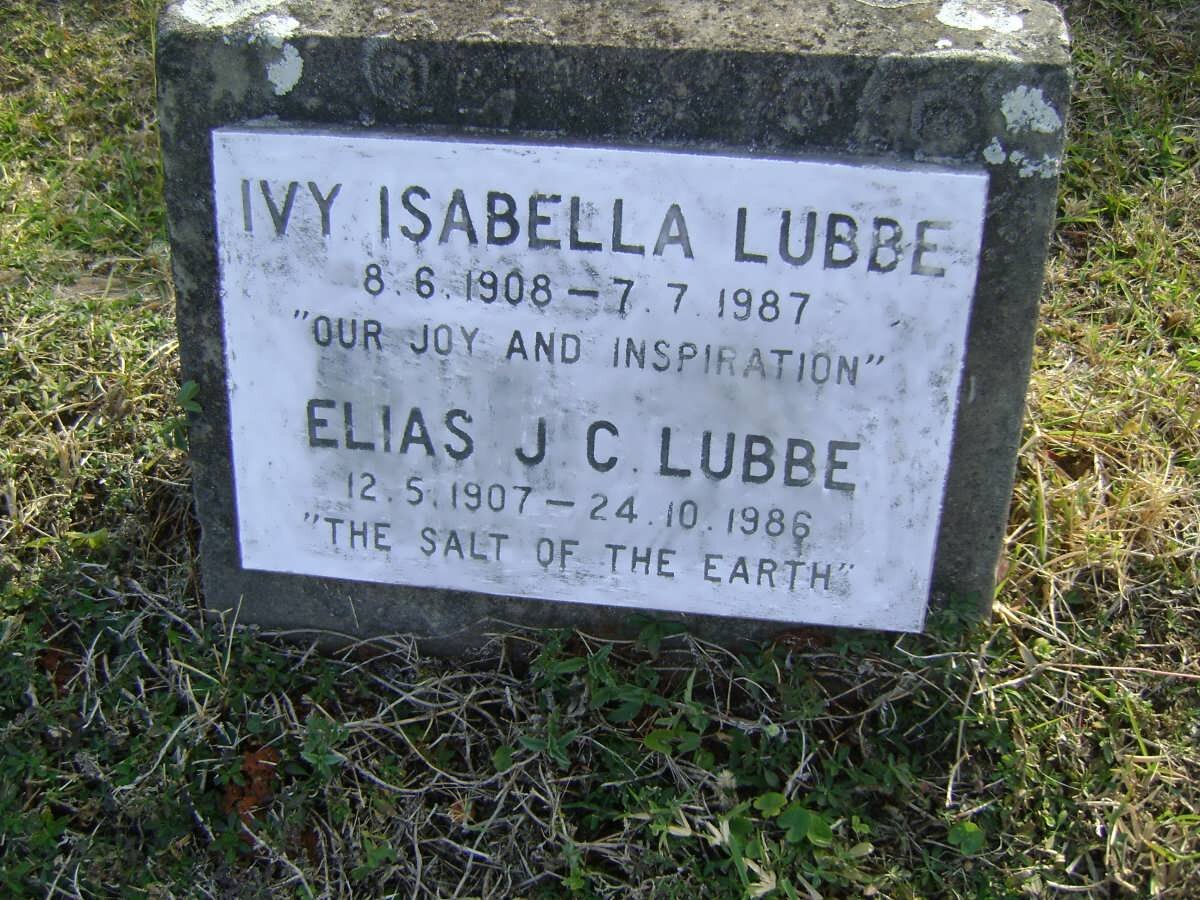 IVY ISABELLA LUBBE
8.6.1908 – 7.7.1987
"OUR JOY AND INSPIRATION"
ELIAS J C. LUBBE
12.5.1907 – 24.10.1986
"THE SALT OF THE EARTH"